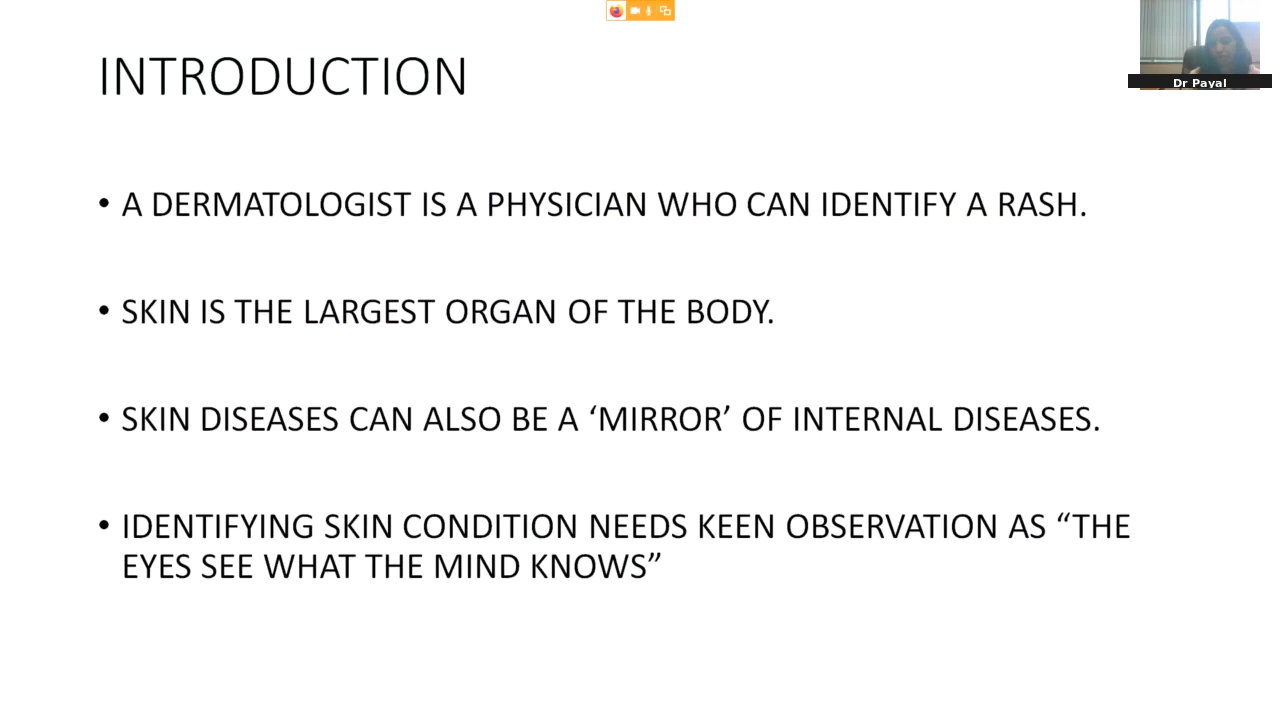 INTRODUCTION
Dr Payal
• A DERMATOLOGIST IS A PHYSICIAN WHO CAN IDENTIFY A RASH.
• SKIN IS THE LARGEST ORGAN OF THE BODY.
• SKIN DISEASES CAN ALSO BE A ‘MIRROR’ OF INTERNAL DISEASES.
• IDENTIFYING SKIN CONDITION NEEDS KEEN OBSERVATION AS “THE
EYES SEE WHAT THE MIND KNOWS”